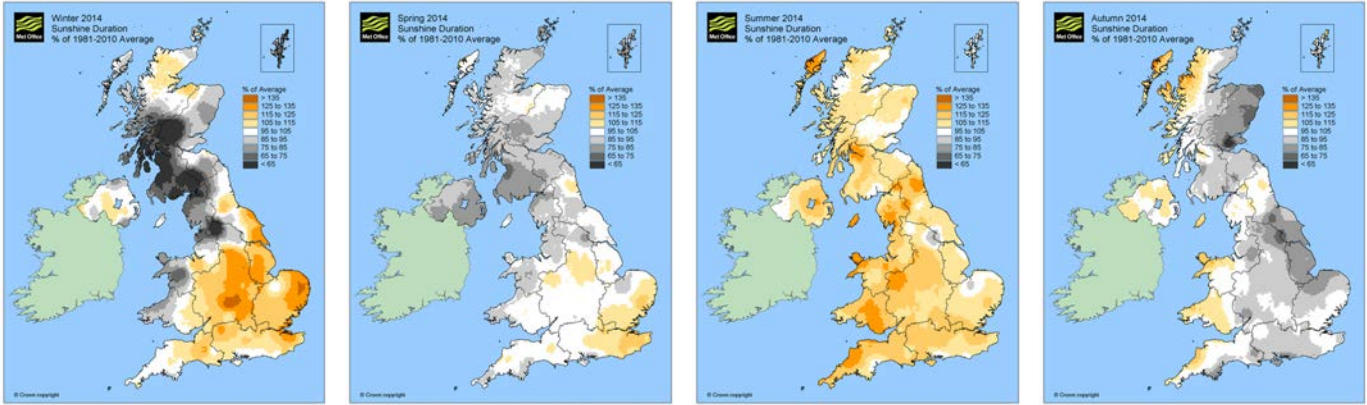 Met Office
Winter 2014
Sunshine Duration
% of 1981-2010 Average
% of Average
> 135
125 to 135
115 to 125
105 to 115
95 to 105
85 to 95
75 to 85
65 to 75
< 65
© Crown copyright
Met Office
Spring 2014
Sunshine Duration
% of 1981-2010 Average
% of Average
> 135
125 to 135
115 to 125
105 to 115
95 to 105
85 to 95
75 to 85
65 to 75
< 65
© Crown copyright
Met Office
Summer 2014
Sunshine Duration
% of 1981-2010 Average
% of Average
> 135
125 to 135
115 to 125
105 to 115
95 to 105
85 to 95
75 to 85
65 to 75
< 65
© Crown copyright
Met Office
Autumn 2014
Sunshine Duration
% of 1981-2010 Average
% of Average
> 135
125 to 135
115 to 125
105 to 115
95 to 105
85 to 95
75 to 85
65 to 75
< 65
© Crown copyright